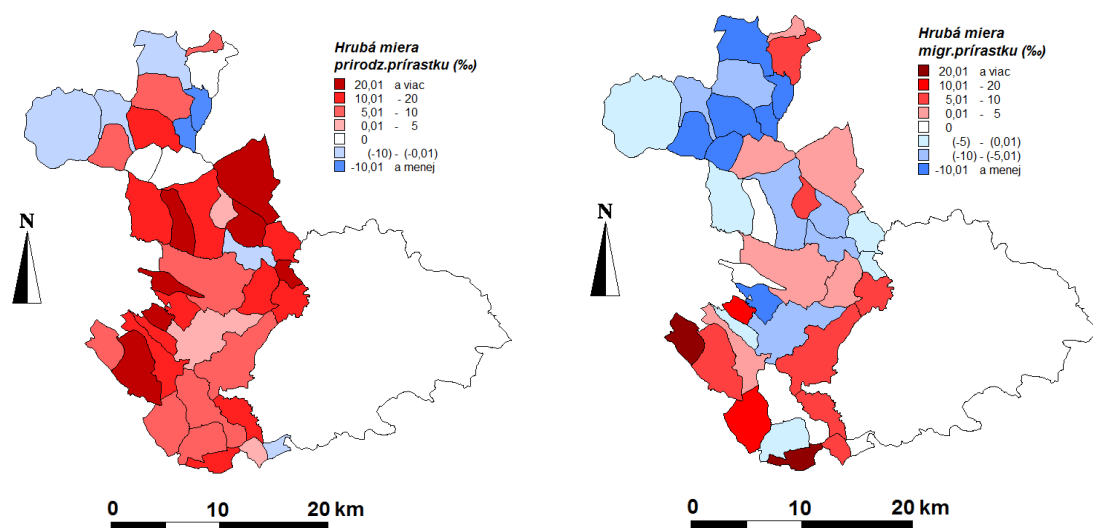 Hrubá miera
prirodz.prírastku (‰)
20,01 a viac
10,01 - 20
5,01 - 10
0,01 - 5
0
(-10) - (-0,01)
-10,01 a menej
N
0 10 20 km
Hrubá miera
migr.prírastku (‰)
20,01 a viac
10,01 - 20
5,01 - 10
0,01 - 5
0
(-5) - (0,01)
(-10) - (-5,01)
-10,01 a menej
N
0 10 20 km